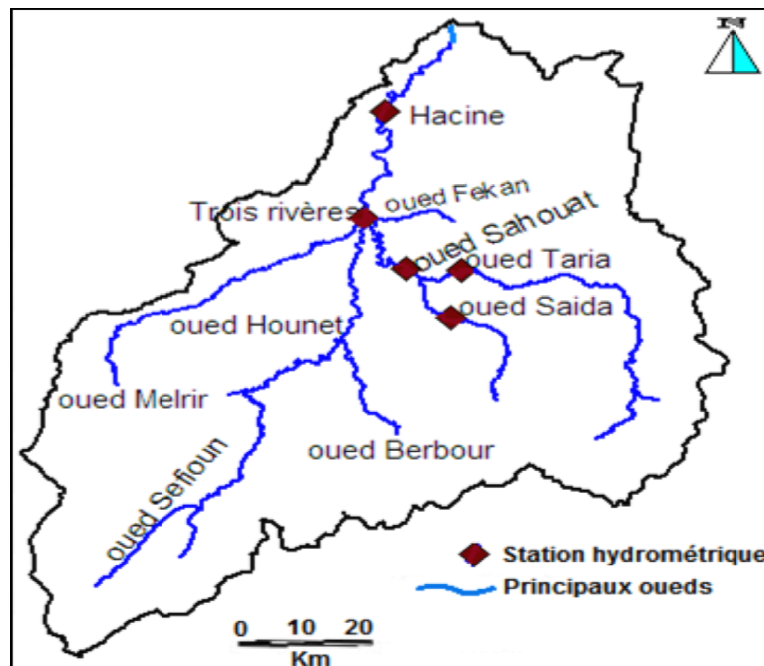 N
Hacine
oued Fekan
Trois rivères
oued Sahouat
oued Taria
oued Saida
oued Hounet
oued Melrir
oued Berbour
oued Sefioun
Station hydrométrique
Principaux oueds
0 10 20
Km